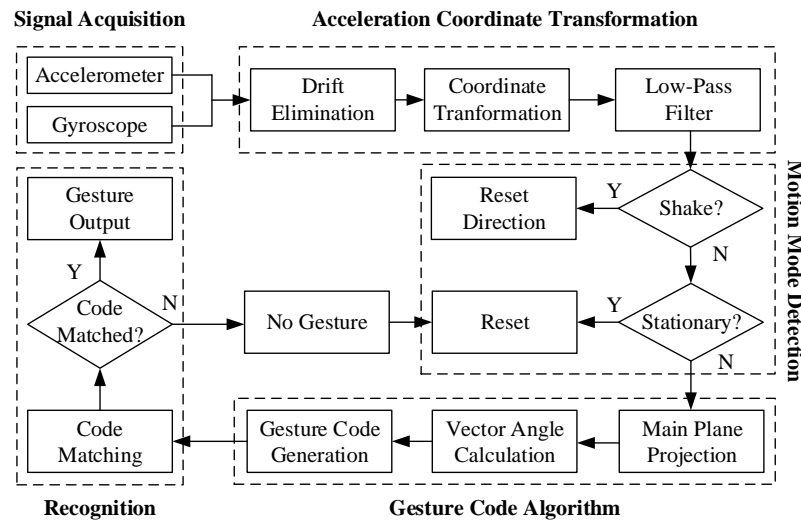 Signal Acquisition
Acceleration Coordinate Transformation
Accelerometer
Gyroscope
Drift
Elimination
Coordinate
Tranformation
Low-Pass
Filter
Motion Mode Detection
Shake?
Y
N
Reset
Direction
Stationary?
Y
N
Reset
No Gesture
Gesture
Output
Y
N
Code
Matched?
Code
Matching
Gesture Code
Generation
Vector Angle
Calculation
Main Plane
Projection
Recognition
Gesture Code Algorithm